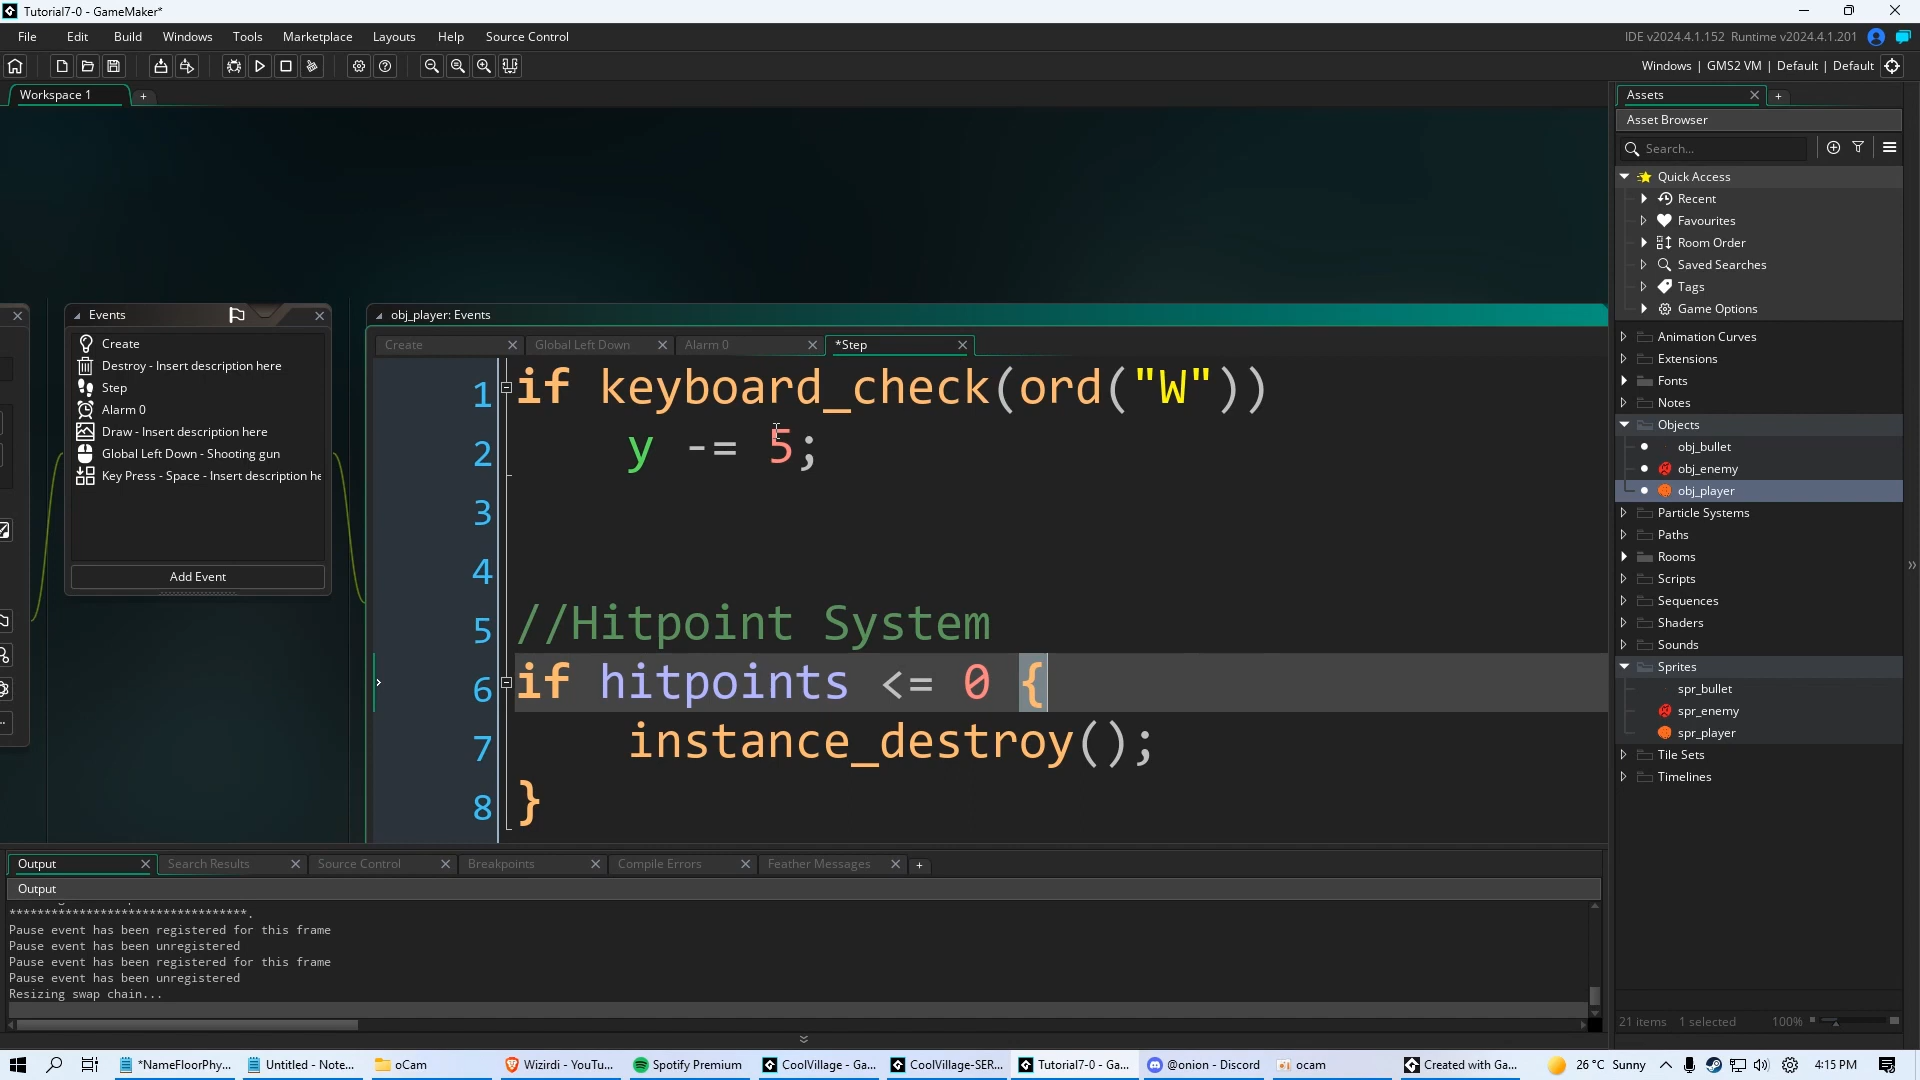 Tutorial7-0 - GameMaker*
File Edit Build Windows Tools Marketplace Layouts Help Source Control
IDE v2024.4.1.152 Runtime v2024.4.1.201
Windows | GMS2 VM | Default | Default
Workspace 1
Events
Create
Destroy - Insert description here
Step
Alarm 0
Draw - Insert description here
Global Left Down - Shooting gun
Key Press - Space - Insert description he
Add Event
obj_player: Events
Create Global Left Down Alarm 0 *Step
1 if keyboard_check(ord("W"))
2 y -= 5;
3
4
5 //Hitpoint System
6 if hitpoints <= 0 {
7 instance_destroy();
8 }
Assets
Asset Browser
Search...
Quick Access
Recent
Favourites
Room Order
Saved Searches
Tags
Game Options
Animation Curves
Extensions
Fonts
Notes
Objects
obj_bullet
obj_enemy
obj_player
Particle Systems
Paths
Rooms
Scripts
Sequences
Shaders
Sounds
Sprites
spr_bullet
spr_enemy
spr_player
Tile Sets
Timelines
21 items 1 selected 100%
Output Search Results Source Control Breakpoints Compile Errors Feather Messages
Output
**********************************.
Pause event has been registered for this frame
Pause event has been unregistered
Pause event has been registered for this frame
Pause event has been unregistered
Resizing swap chain...
*NameFloorPhy... Untitled - Note... oCam Wizirdi - YouTu... Spotify Premium CoolVillage - Ga... CoolVillage-SER... Tutorial7-0 - Ga... @onion - Discord ocam Created with Ga... 26°C Sunny 4:15 PM